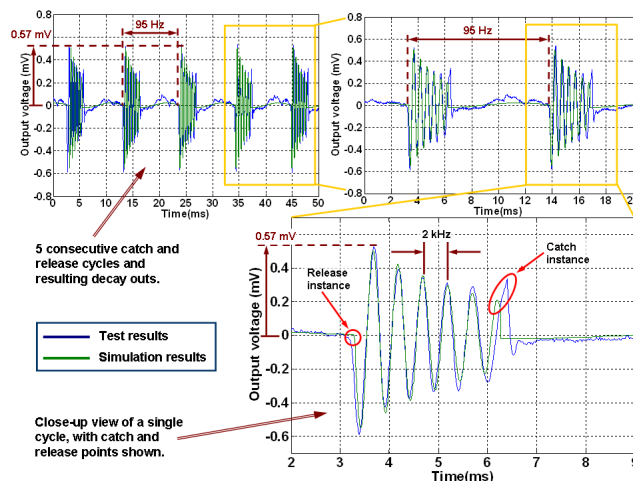 95 Hz
0.57 mV
Output voltage (mV)
0.8
0.4
0.2
0
-0.2
-0.4
-0.6
-0.8
0 5 10 15 20 25 30 35 40 45 50
Time(ms)
95 Hz
Output voltage (mV)
0.8
0.6
0.4
0.2
0
-0.2
-0.4
-0.6
-0.8
0 2 4 6 8 10 12 14 16 18 20
Time(ms)
5 consecutive catch and
release cycles and
resulting decay outs.
Test results
Simulation results
Close-up view of a single
cycle, with catch and
release points shown.
0.57 mV
2 kHz
Release
instance
Catch
instance
Output voltage (mV)
0.4
0.2
0
-0.2
-0.4
-0.6
2 3 4 5 6 7 8 9
Time(ms)